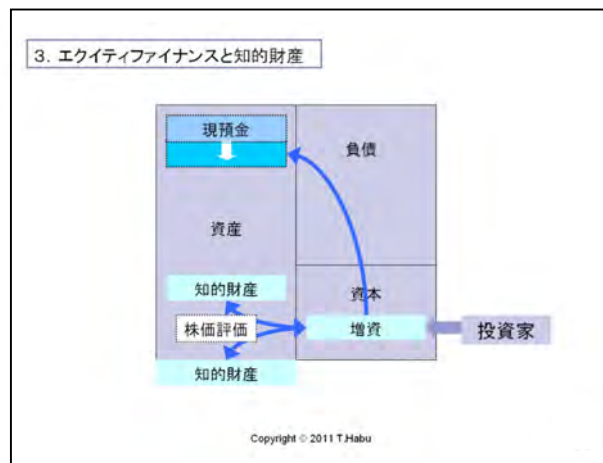 3．エクイティファイナンスと知的財産
現預金
負債
資産
知的財産
資本
株価評価
増資
投資家
知的財産
Copyright © 2011 T.Habu